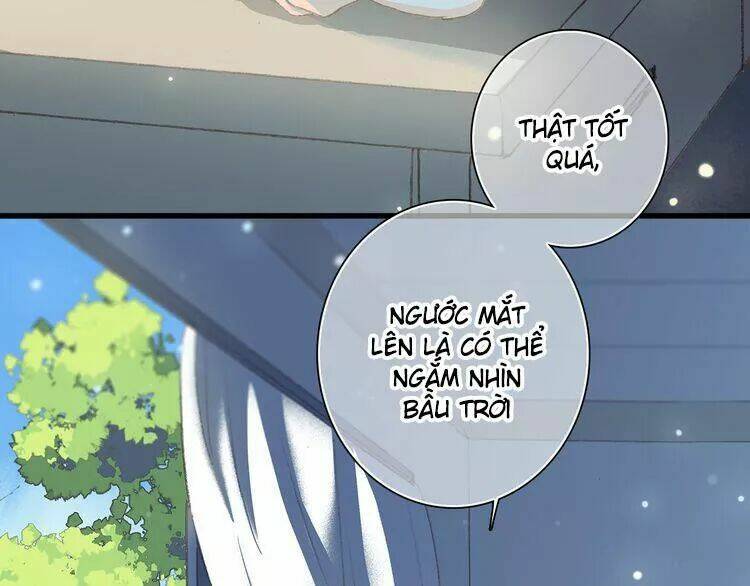 THẬT TỐT
QUÁ,
NGƯỚC MẮT
LÊN LÀ CÓ THỂ
NGẮM NHÌN
BẦU TRỜI